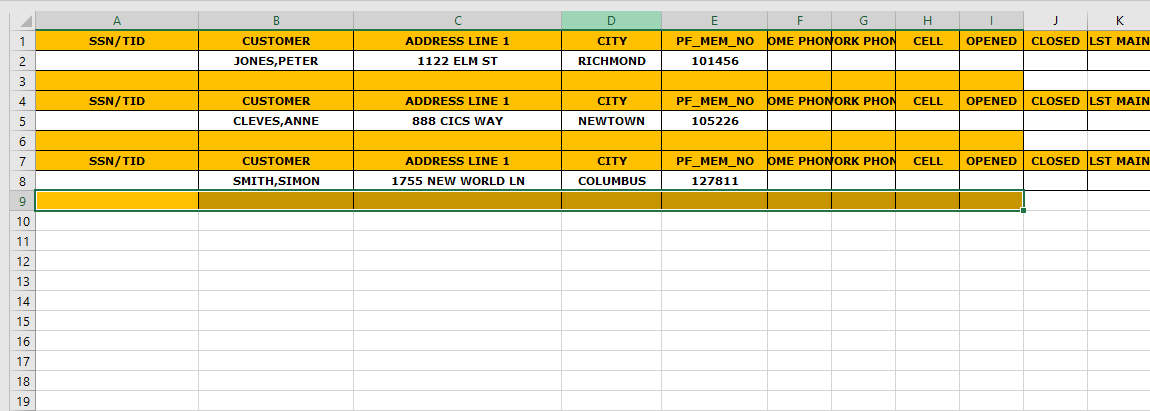 A B C D E F G H I J K
1 SSN/TID CUSTOMER ADDRESS LINE 1 CITY PF_MEM_NO OME PHON ORK PHON CELL OPENED CLOSED LST MAIN
2 JONES,PETER 1122 ELM ST RICHMOND 101456
3
4 SSN/TID CUSTOMER ADDRESS LINE 1 CITY PF_MEM_NO OME PHON ORK PHON CELL OPENED CLOSED LST MAIN
5 CLEVES,ANNE 888 CICS WAY NEWTOWN 105226
6
7 SSN/TID CUSTOMER ADDRESS LINE 1 CITY PF_MEM_NO OME PHON ORK PHON CELL OPENED CLOSED LST MAIN
8 SMITH,SIMON 1755 NEW WORLD LN COLUMBUS 127811
9
10
11
12
13
14
15
16
17
18
19